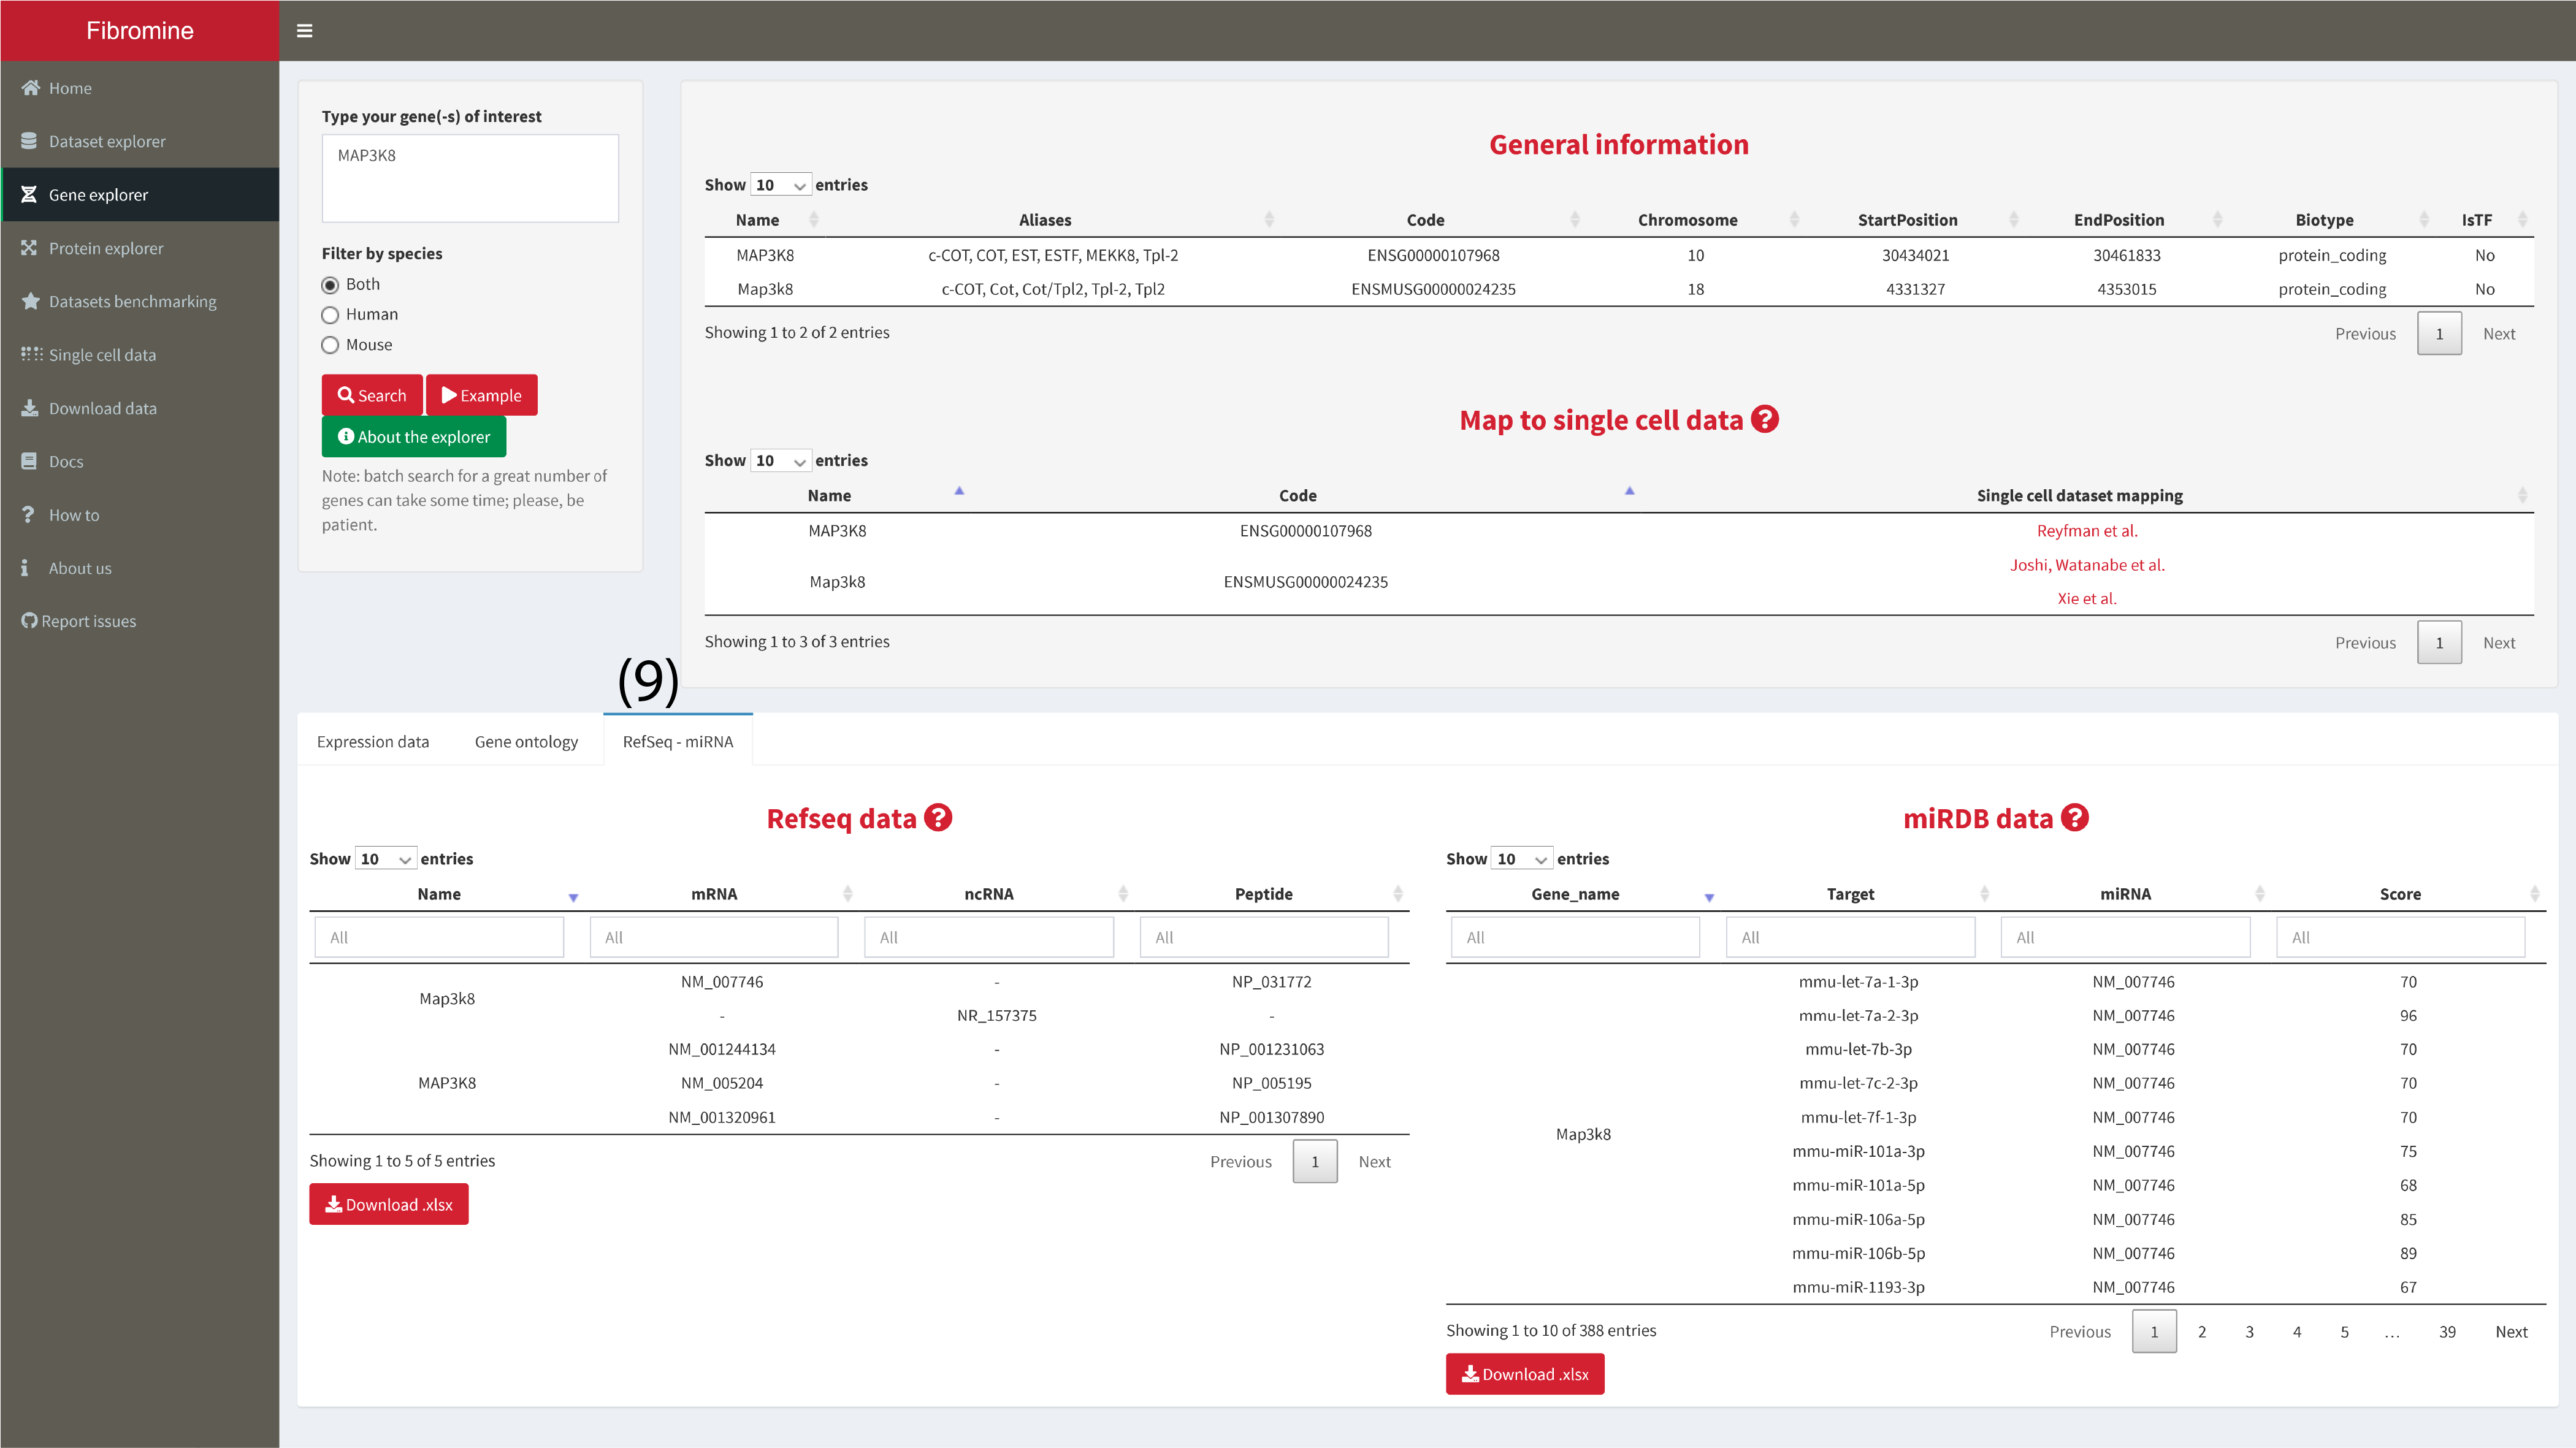 Fibromine
Home
Dataset explorer
Gene explorer
Protein explorer
Datasets benchmarking
Single cell data
Download data
Docs
How to
About us
Report issues
Type your gene(-s) of interest
MAP3K8
Filter by species
Both
Human
Mouse
Search Example
About the explorer
Note: batch search for a great number of
genes can take some time; please, be
patient.
General information
Show 10 entries
Name Aliases Code Chromosome StartPosition EndPosition Biotype IsTF
MAP3K8 c-COT, COT, EST, ESTF, MEKK8, Tpl-2 ENSG00000107968 10 30434021 30461833 protein_coding No
Map3k8 c-COT, Cot, Cot/Tpl2, Tpl-2, Tpl2 ENSMUSG00000024235 18 4331327 4353015 protein_coding No
Showing 1 to 2 of 2 entries Previous 1 Next
Map to single cell data ?
Show 10 entries
Name Code Single cell dataset mapping
MAP3K8 ENSG00000107968 Reyfman et al.
Joshi, Watanabe et al.
Map3k8 ENSMUSG00000024235
Xie et al.
Showing 1 to 3 of 3 entries Previous 1 Next
(9)
Expression data Gene ontology RefSeq - miRNA
Refseq data ?
Show 10 entries
Name mRNA ncRNA Peptide
All All All All
NM_007746 - NP_031772
Map3k8
- NR_157375 -
NM_001244134 - NP_001231063
MAP3K8 NM_005204 - NP_005195
NM_001320961 - NP_001307890
Showing 1 to 5 of 5 entries Previous 1 Next
Download .xlsx
miRDB data ?
Show 10 entries
Gene_name Target miRNA Score
All All All All
mmu-let-7a-1-3p NM_007746 70
mmu-let-7a-2-3p NM_007746 96
mmu-let-7b-3p NM_007746 70
mmu-let-7c-2-3p NM_007746 70
mmu-let-7f-1-3p NM_007746 70
Map3k8
mmu-miR-101a-3p NM_007746 75
mmu-miR-101a-5p NM_007746 68
mmu-miR-106a-5p NM_007746 85
mmu-miR-106b-5p NM_007746 89
mmu-miR-1193-3p NM_007746 67
Showing 1 to 10 of 388 entries Previous 1 2 3 4 5 ... 39 Next
Download .xlsx